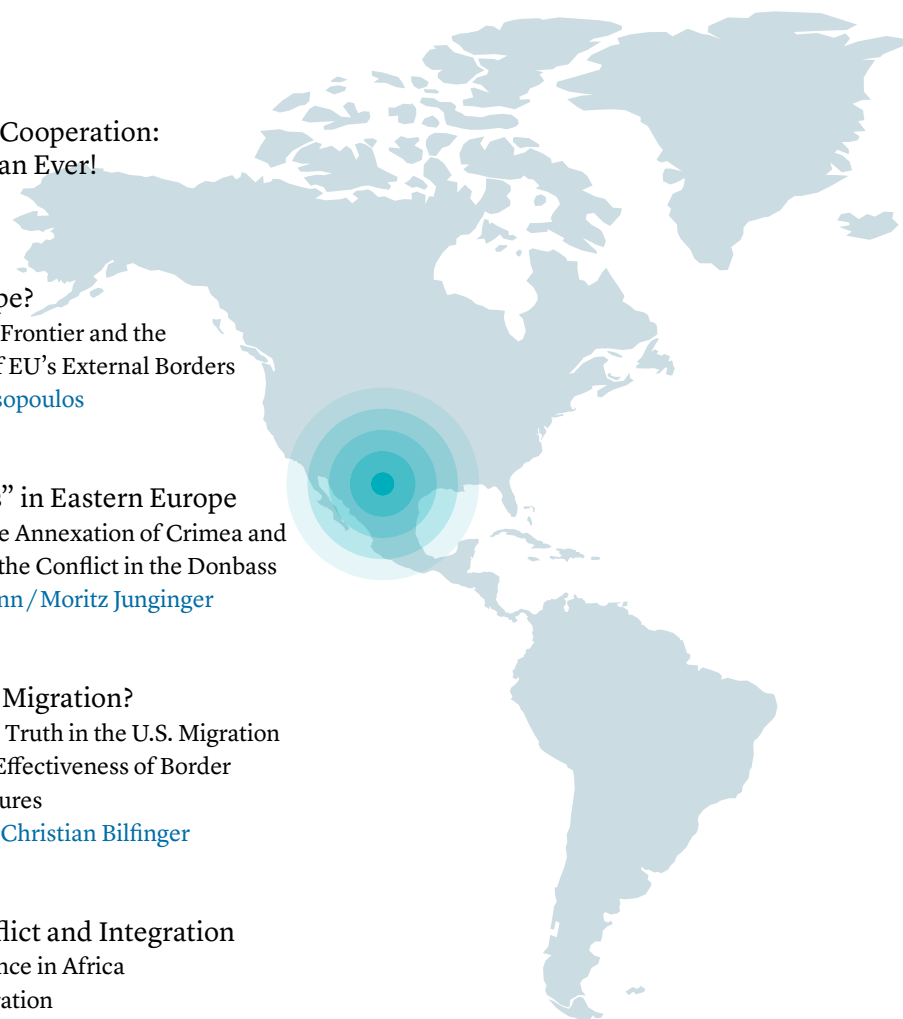 Cooperation:
an Ever!
pe?
Frontier and the
f EU’s External Borders
sopoulos
s” in Eastern Europe
e Annexation of Crimea and
the Conflict in the Donbass
nn / Moritz Junginger
Migration?
Truth in the U.S. Migration
Effectiveness of Border
ures
Christian Bilfinger
flict and Integration
nce in Africa
ration